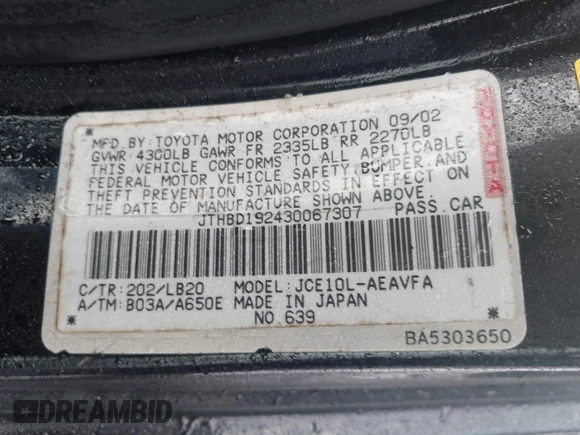 MFD. BY: TOYOTA MOTOR CORPORATION 09/02
GVWR 4300LB GAWR FR 2335LB RR 2270LB
THIS VEHICLE CONFORMS TO ALL APPLICABLE
FEDERAL MOTOR VEHICLE SAFETY, BUMPER, AND
THEFT PREVENTION STANDARDS IN EFFECT ON
THE DATE OF MANUFACTURE SHOWN ABOVE.
JTHBD192430067307 PASS. CAR
C/TR: 202/LB20 MODEL: JCE10L-AEAVFA
A/TM: B03A/A650E MADE IN JAPAN
NO. 639
BA5303650
TOYOTA
DREAMBID